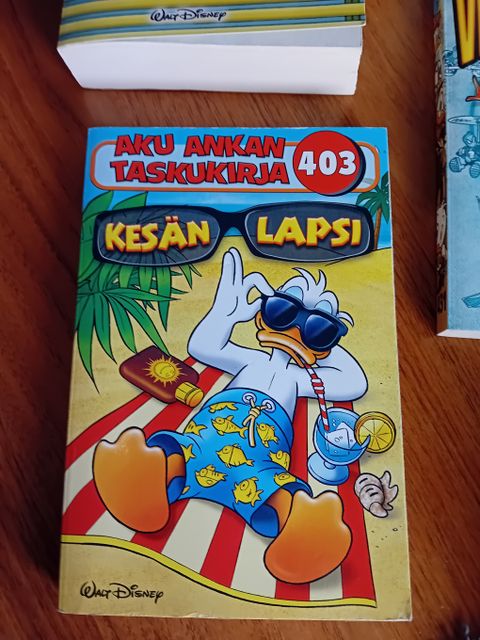 WALT DISNEY
AKU ANKAN
TASKUKIRJA
403
KESÄN LAPSI
WALT DISNEY